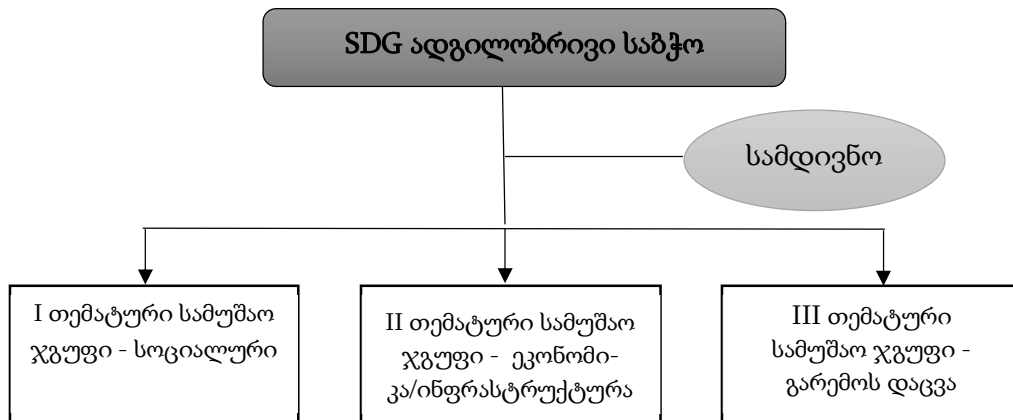 SDG ადგილობრივი საბჭო
სამდივნო
I თემატური სამუშაო
ჯგუფი - სოციალური
II თემატური სამუშაო
ჯგუფი - ეკონომი-
კა/ინფრასტრუქტურა
III თემატური
სამუშაო ჯგუფი -
გარემოს დაცვა